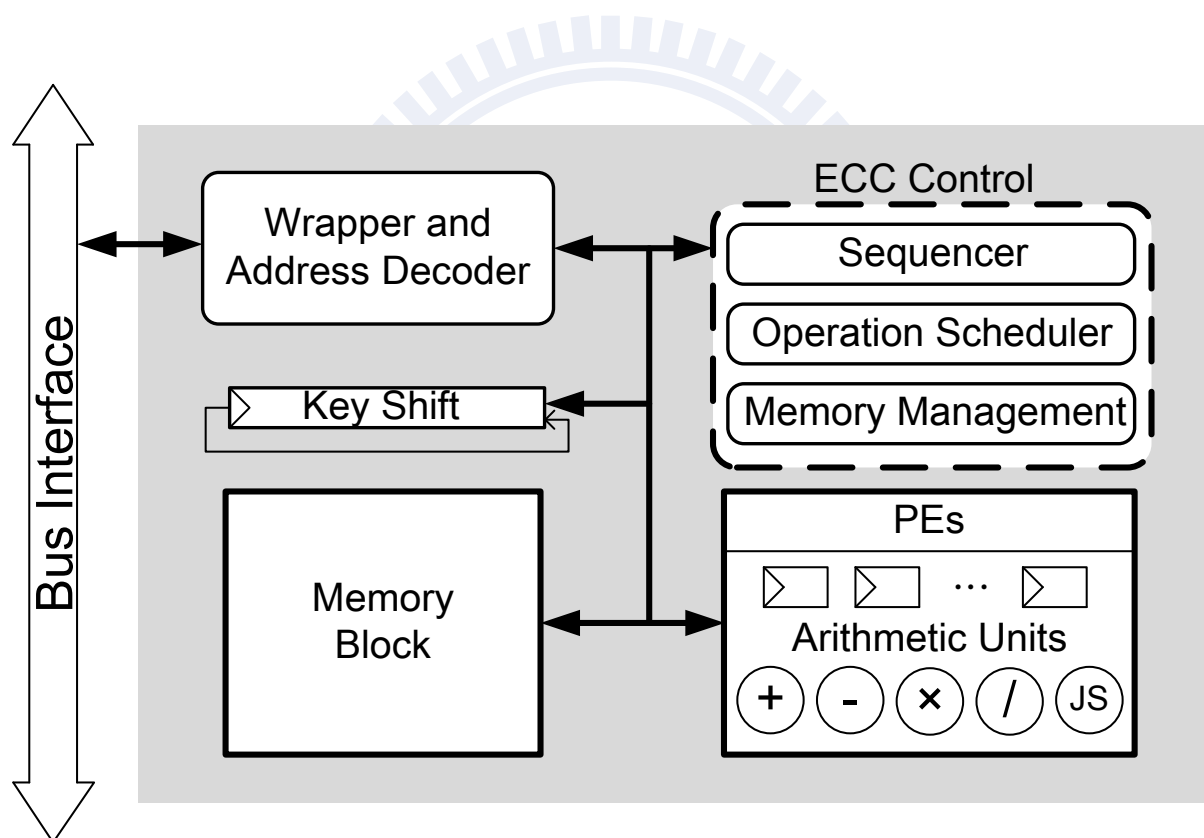 Bus Interface
Wrapper and
Address Decoder
Key Shift
Memory
Block
ECC Control
Sequencer
Operation Scheduler
Memory Management
PEs
...
Arithmetic Units
+ - × / JS